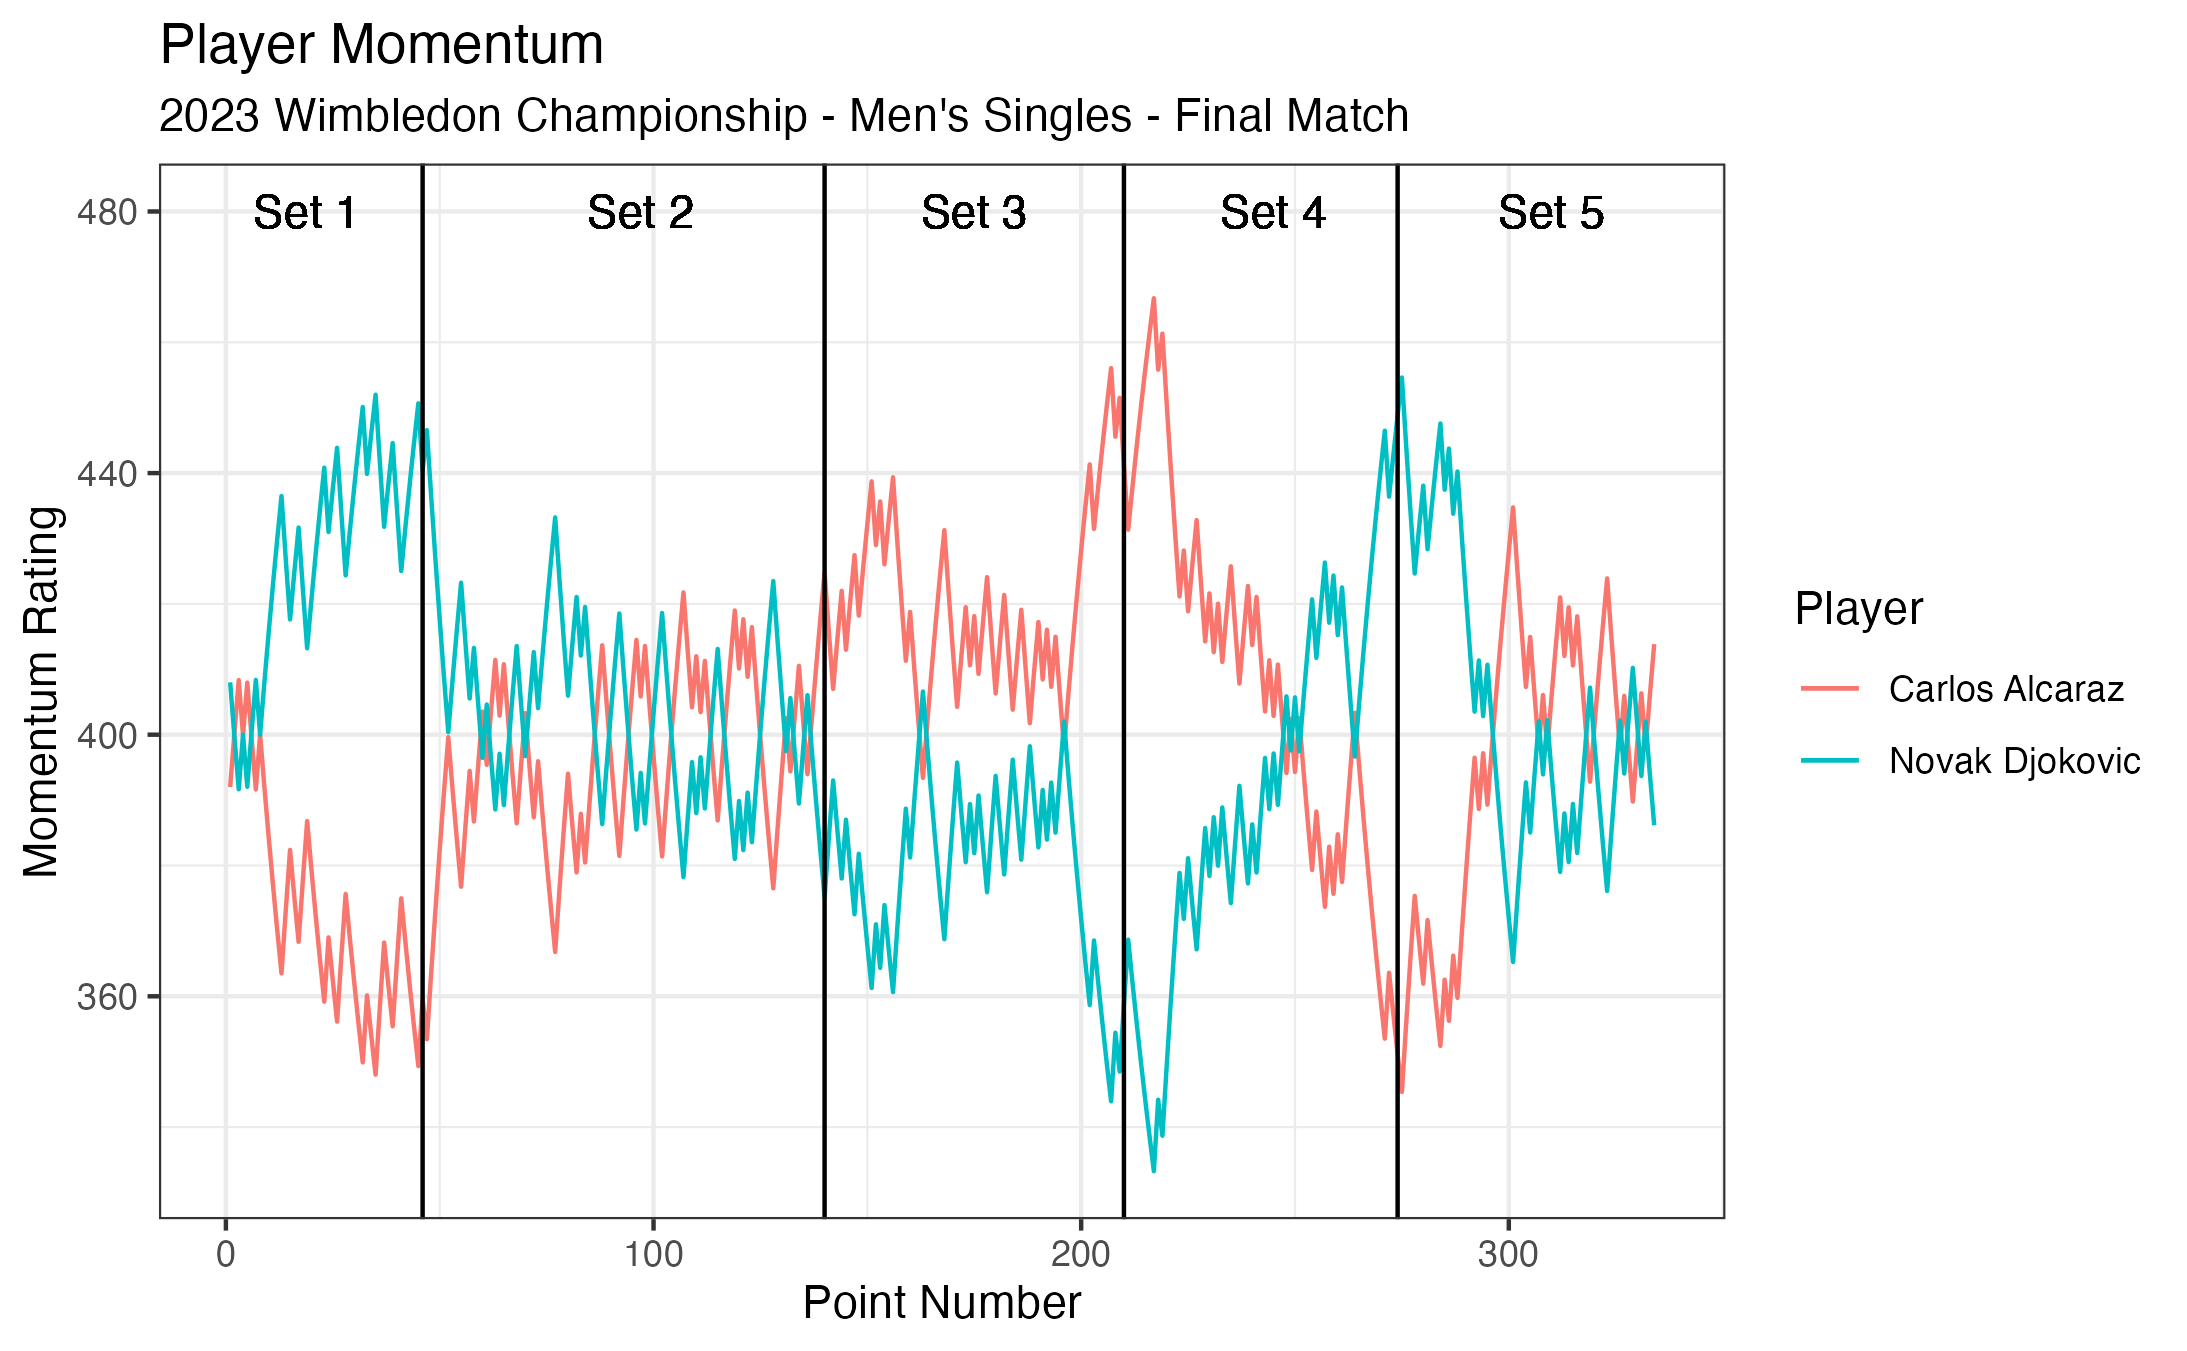 Player Momentum
2023 Wimbledon Championship - Men's Singles - Final Match
Set 1 Set 2 Set 3 Set 4 Set 5
480
440
400
360
Momentum Rating
0 100 200 300
Point Number
Player
Carlos Alcaraz
Novak Djokovic